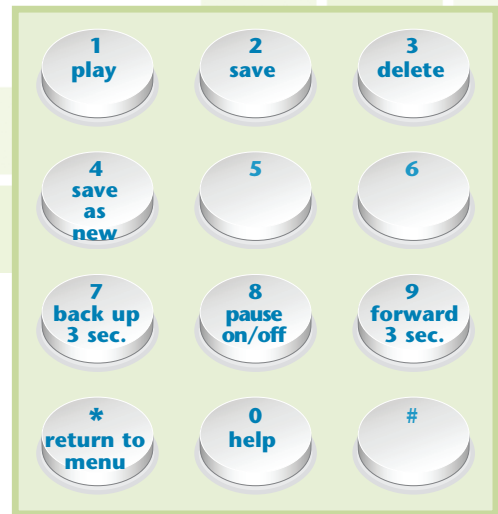 1
play
2
save
3
delete
4
save
as
new
5
6
7
back up
3 sec.
8
pause
on/off
9
forward
3 sec.
*
return to
menu
0
help
#